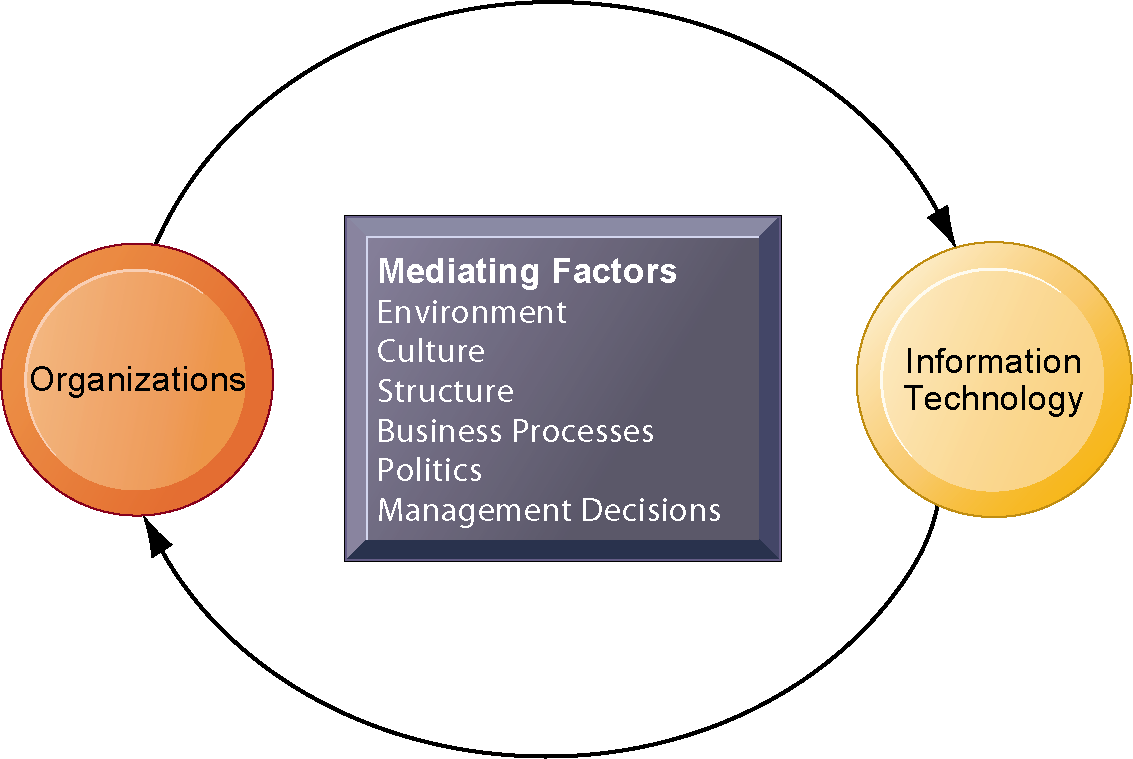 Organizations
Mediating Factors
Environment
Culture
Structure
Business Processes
Politics
Management Decisions
Information
Technology